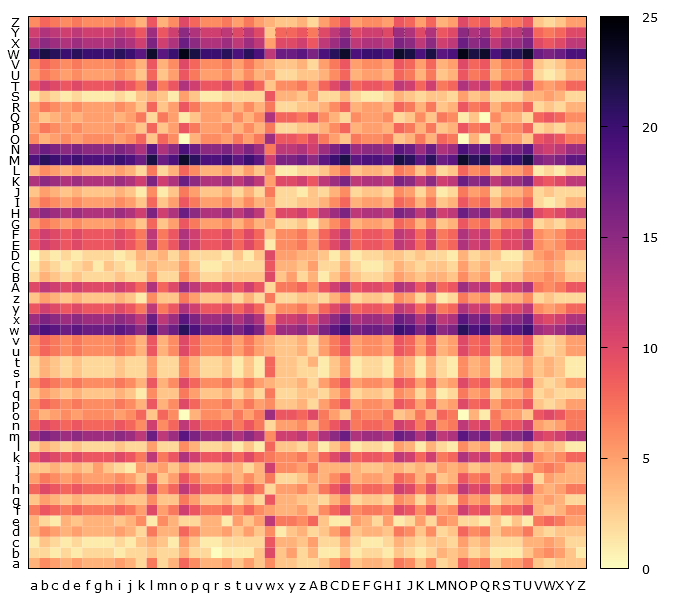 Z
Y
X
W
V
U
T
S
R
Q
P
O
N
M
L
K
J
I
H
G
F
E
D
C
B
A
z
y
x
w
v
u
t
s
r
q
p
o
n
m
l
k
j
i
h
g
f
e
d
c
b
a
a b c d e f g h i j k l m n o p q r s t u v w x y z A B C D E F G H I J K L M N O P Q R S T U V W X Y Z
25
20
15
10
5
0